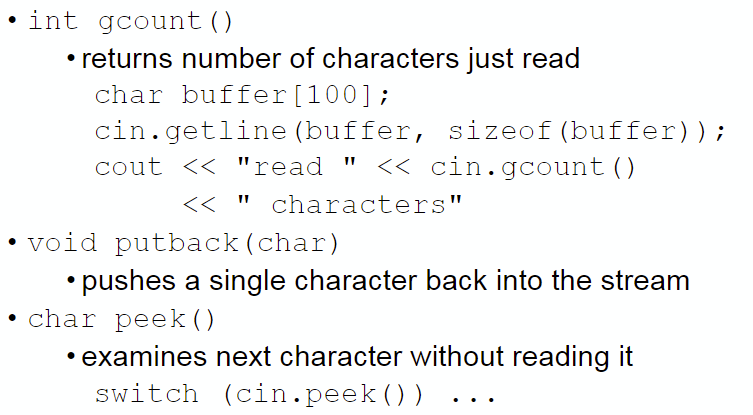 • int gcount()
• returns number of characters just read
char buffer[100];
cin.getline(buffer, sizeof(buffer));
cout << "read " << cin.gcount()
<< " characters"
• void putback(char)
• pushes a single character back into the stream
• char peek()
• examines next character without reading it
switch (cin.peek()) ...